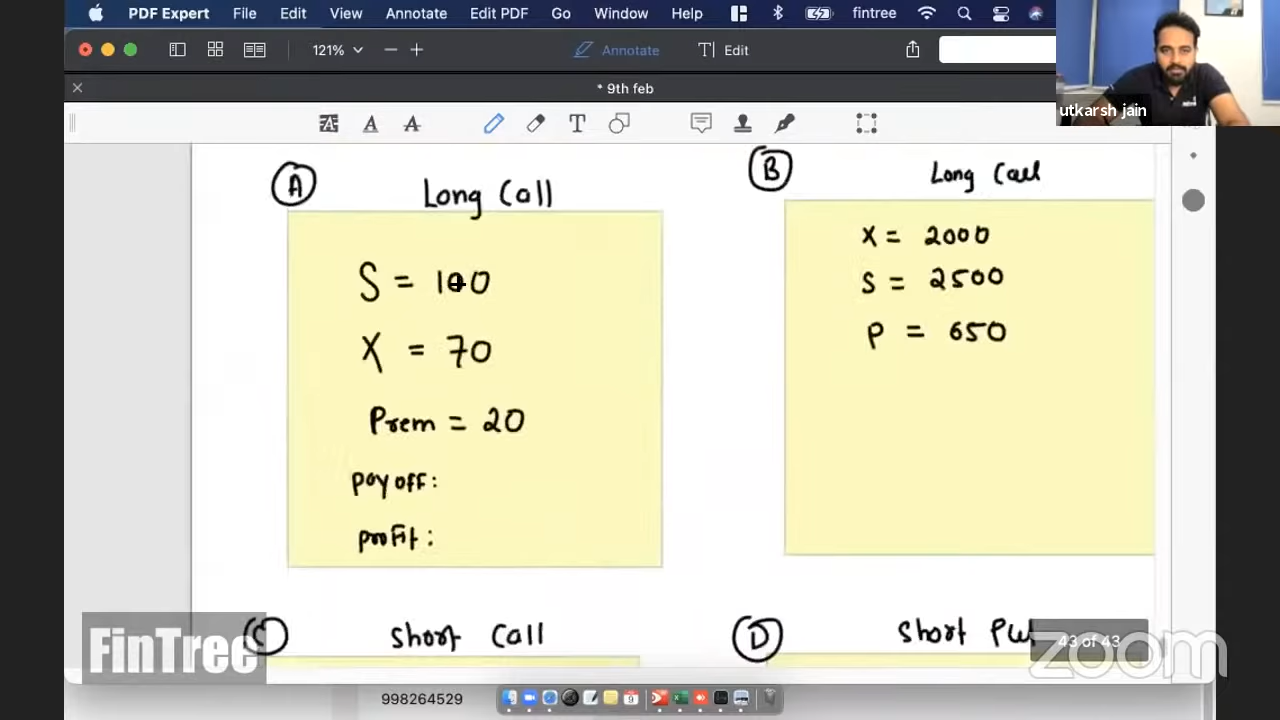 PDF Expert File Edit View Annotate Edit PDF Go Window Help fintree
121% Annotate T Edit
* 9th feb
utkarsh jain
A Long Call
S = 100
X = 70
Prem = 20
payoff:
profit:
B Long Call
X = 2000
S = 2500
P = 650
C Short Call
D Short Put
43 of 43
FinTree
zoom
998264529